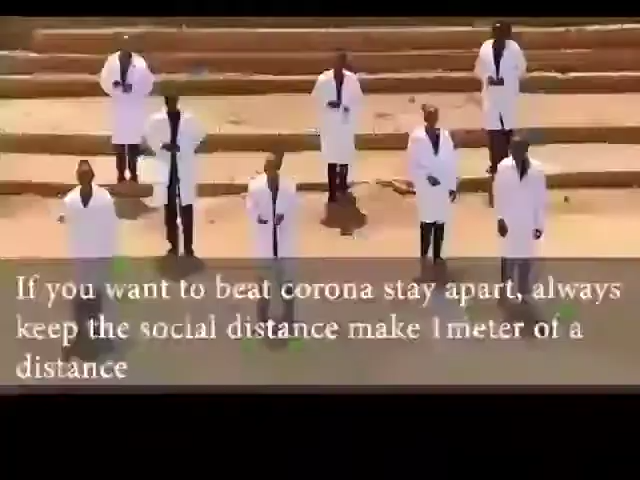 If you want to beat corona stay apart, always
keep the social distance make 1meter of a
distance